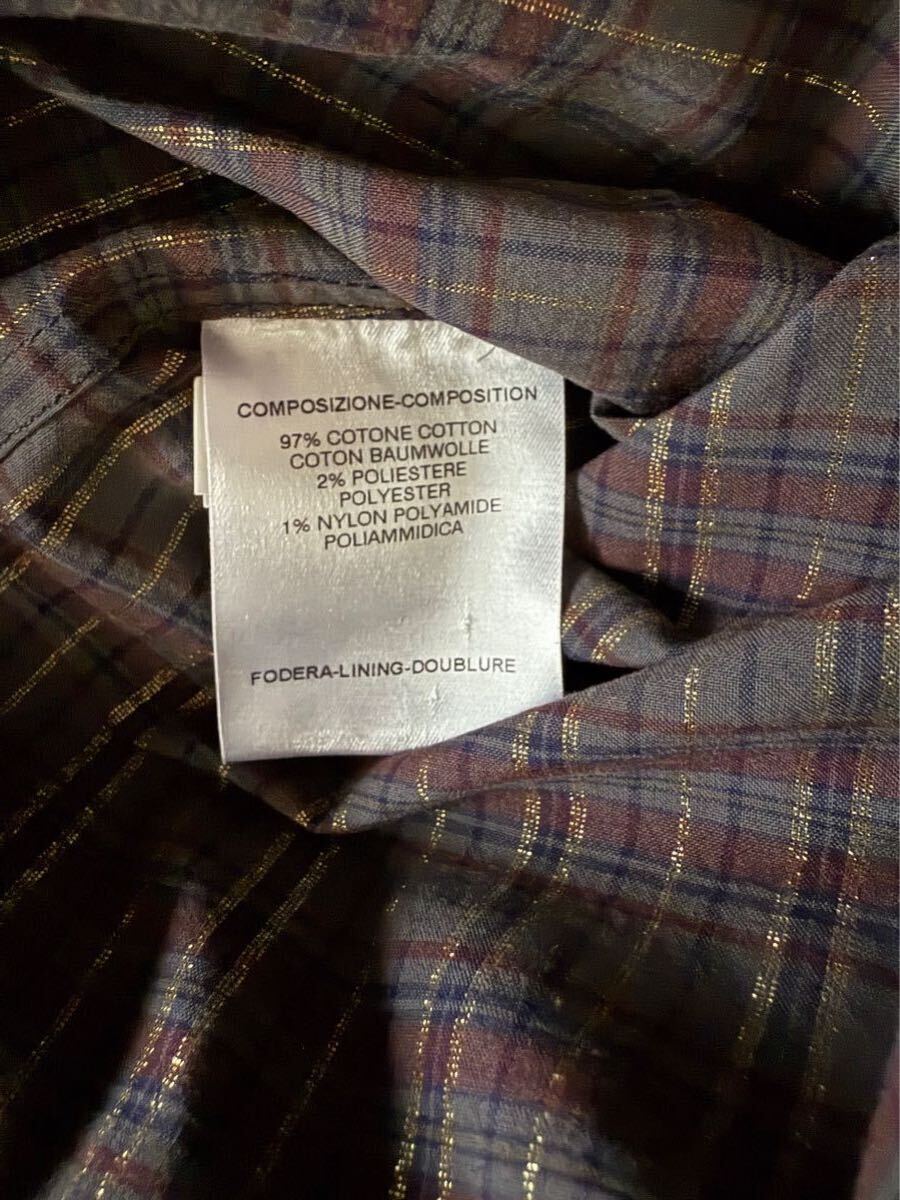 COMPOSIZIONE-COMPOSITION
97% COTONE COTTON
COTON BAUMWOLLE
2% POLIESTERE
POLYESTER
1% NYLON POLYAMIDE
POLIAMMIDICA
FODERA-LINING-DOUBLURE